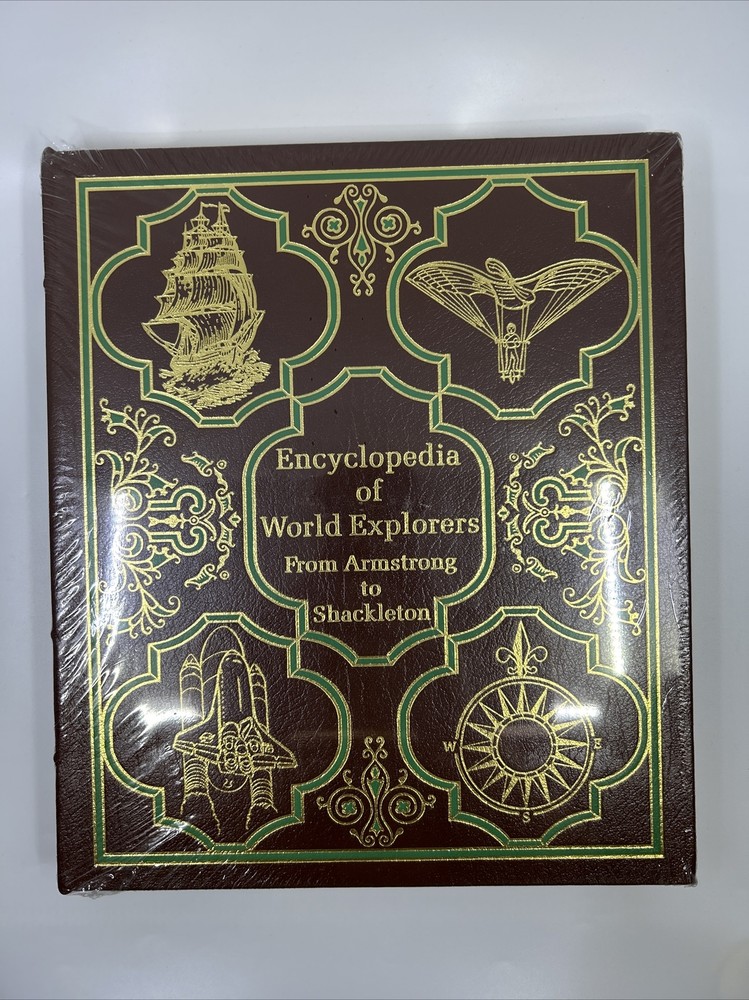 Encyclopedia
of
World Explorers
From Armstrong
to
Shackleton
W E
S